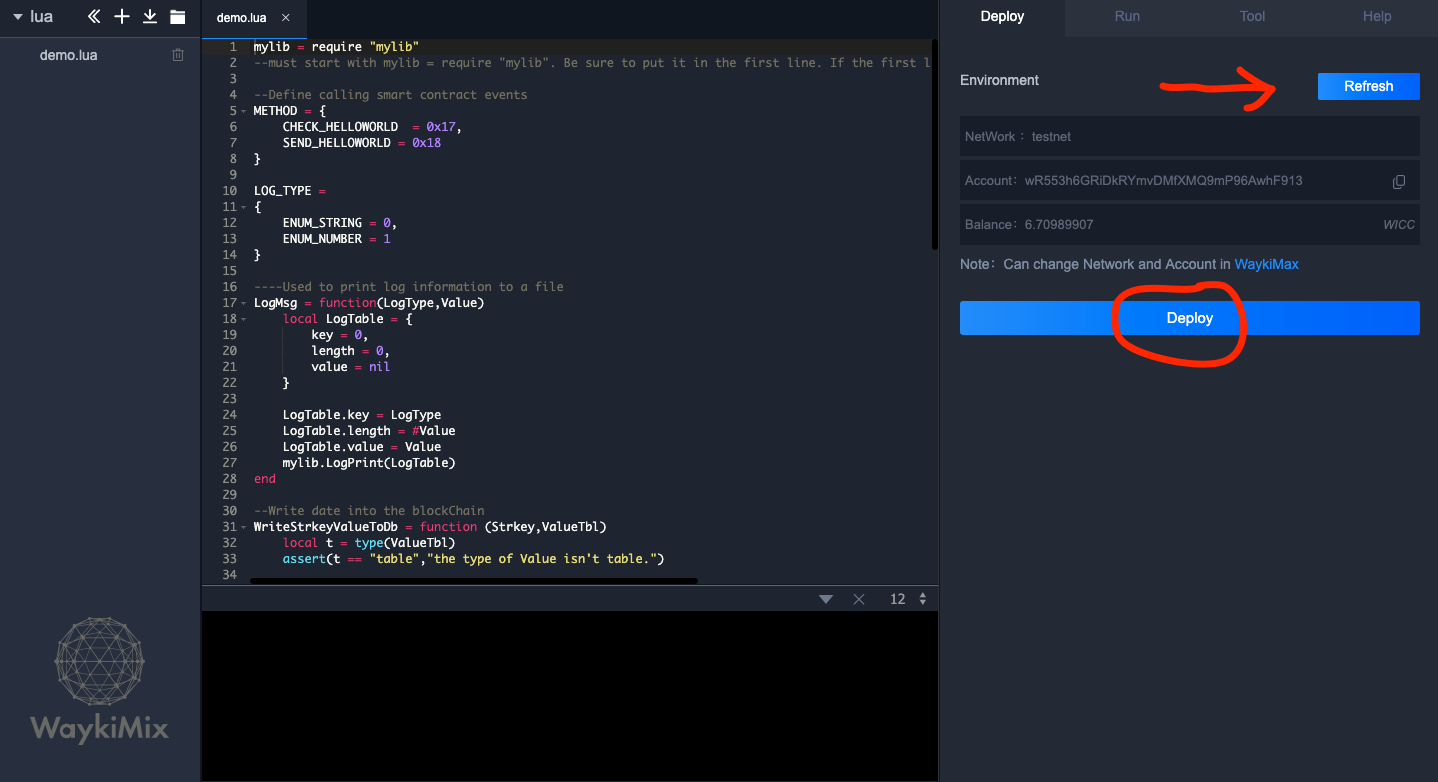 lua
demo.lua
WaykiMix
demo.lua ×
1 mylib = require "mylib"
2 --must start with mylib = require "mylib". Be sure to put it in the first line. If the first l
3
4 --Define calling smart contract events
5 METHOD = {
6 CHECK_HELLOWORLD = 0x17,
7 SEND_HELLOWORLD = 0x18
8 }
9
10 LOG_TYPE =
11 {
12 ENUM_STRING = 0,
13 ENUM_NUMBER = 1
14 }
15
16 ----Used to print log information to a file
17 LogMsg = function(LogType,Value)
18 local LogTable = {
19 key = 0,
20 length = 0,
21 value = nil
22 }
23
24 LogTable.key = LogType
25 LogTable.length = #Value
26 LogTable.value = Value
27 mylib.LogPrint(LogTable)
28 end
29
30 --Write date into the blockChain
31 WriteStrkeyValueToDb = function (Strkey,ValueTbl)
32 local t = type(ValueTbl)
33 assert(t == "table","the type of Value isn't table.")
34
12
Deploy Run Tool Help
Environment Refresh
NetWork： testnet
Account：wR553h6GRiDkRYmvDMfXMQ9mP96AwhF913
Balance：6.70989907 WICC
Note：Can change Network and Account in WaykiMax
Deploy